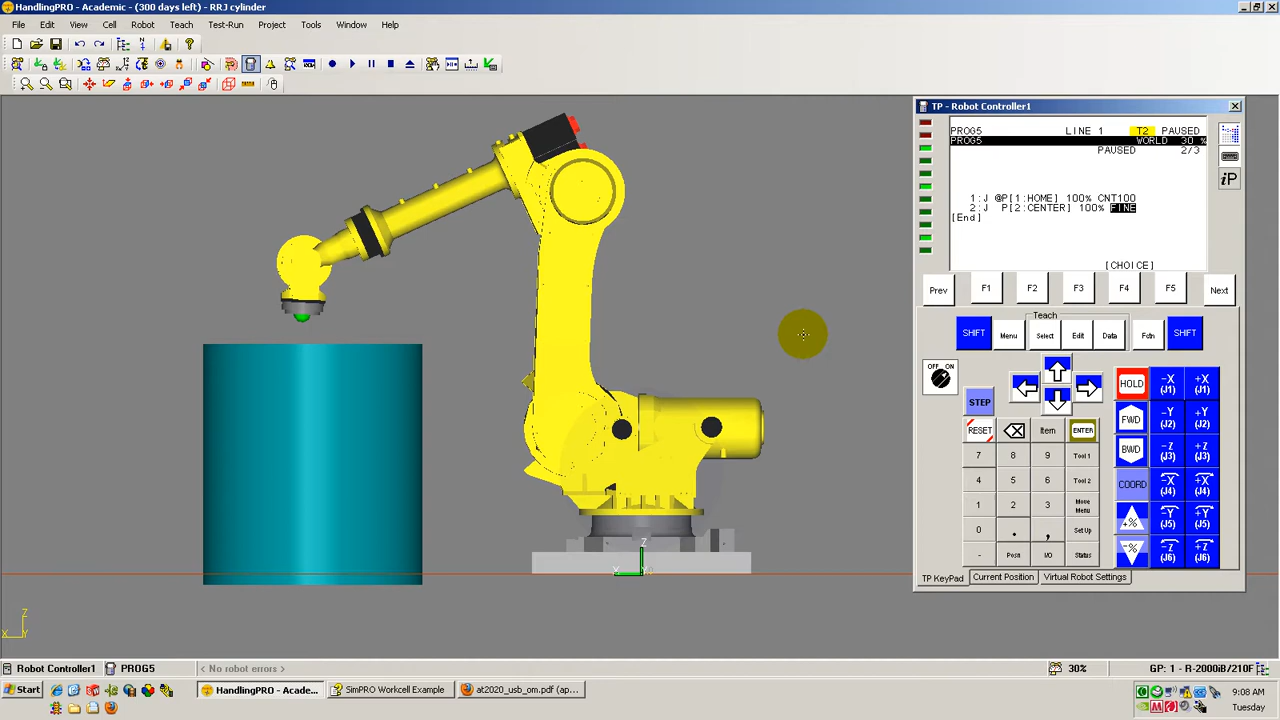 HandlingPRO - Academic - (300 days left) - RRJ cylinder
File Edit View Cell Robot Teach Test-Run Project Tools Window Help
TP - Robot Controller1
PROG5 LINE 1 T2 PAUSED
PROG5 WORLD 30 %
PAUSED 2/3
1:J @P[1:HOME] 100% CNT100
2:J P[2:CENTER] 100% FINE
[End]
[CHOICE]
iP
Prev F1 F2 F3 F4 F5 Next
Teach
SHIFT Menu Select Edit Data Fctn SHIFT
OFF ON
HOLD -X (J1) +X (J1)
STEP
FWD -Y (J2) +Y (J2)
RESET Item ENTER
BWD -Z (J3) +Z (J3)
7 8 9 Tool 1
COORD -X (J4) +X (J4)
4 5 6 Tool 2
1 2 3 Move Menu
+% -Y (J5) +Y (J5)
0 . , Set Up
-% -Z (J6) +Z (J6)
- Posn I/O Status
TP KeyPad Current Position Virtual Robot Settings
Z
X
Z
X Y
Robot Controller1 PROG5 < No robot errors > 30% GP: 1 - R-2000iB/210F
Start HandlingPRO - Acade... SimPRO Workcell Example at2020_usb_om.pdf (ap...
9:08 AM
Tuesday